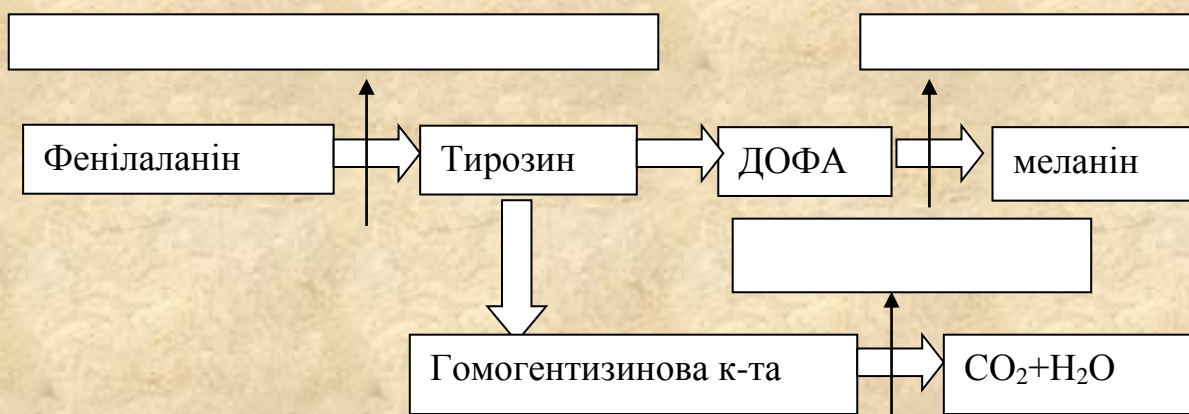 Фенілаланін
Тирозин
ДОФА
меланін
Гомогентизинова к-та
CO₂+H₂O